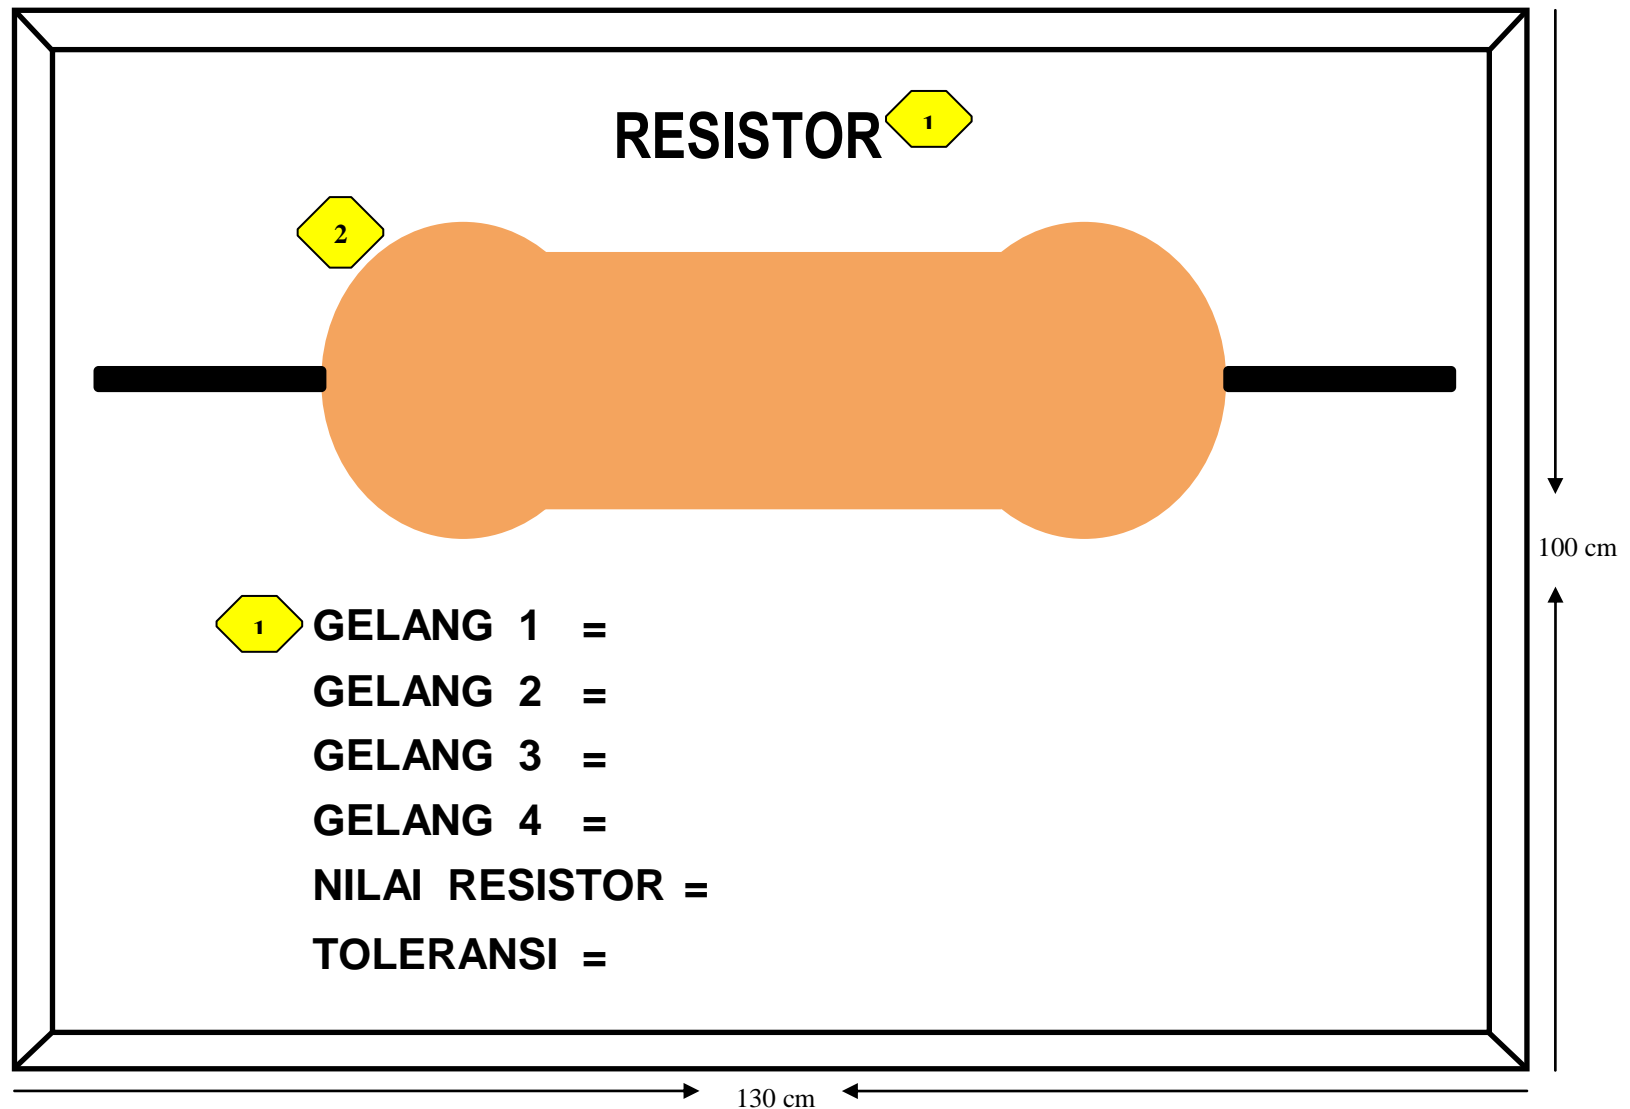 RESISTOR 1
2
100 cm
1 GELANG 1 =
GELANG 2 =
GELANG 3 =
GELANG 4 =
NILAI RESISTOR =
TOLERANSI =
130 cm